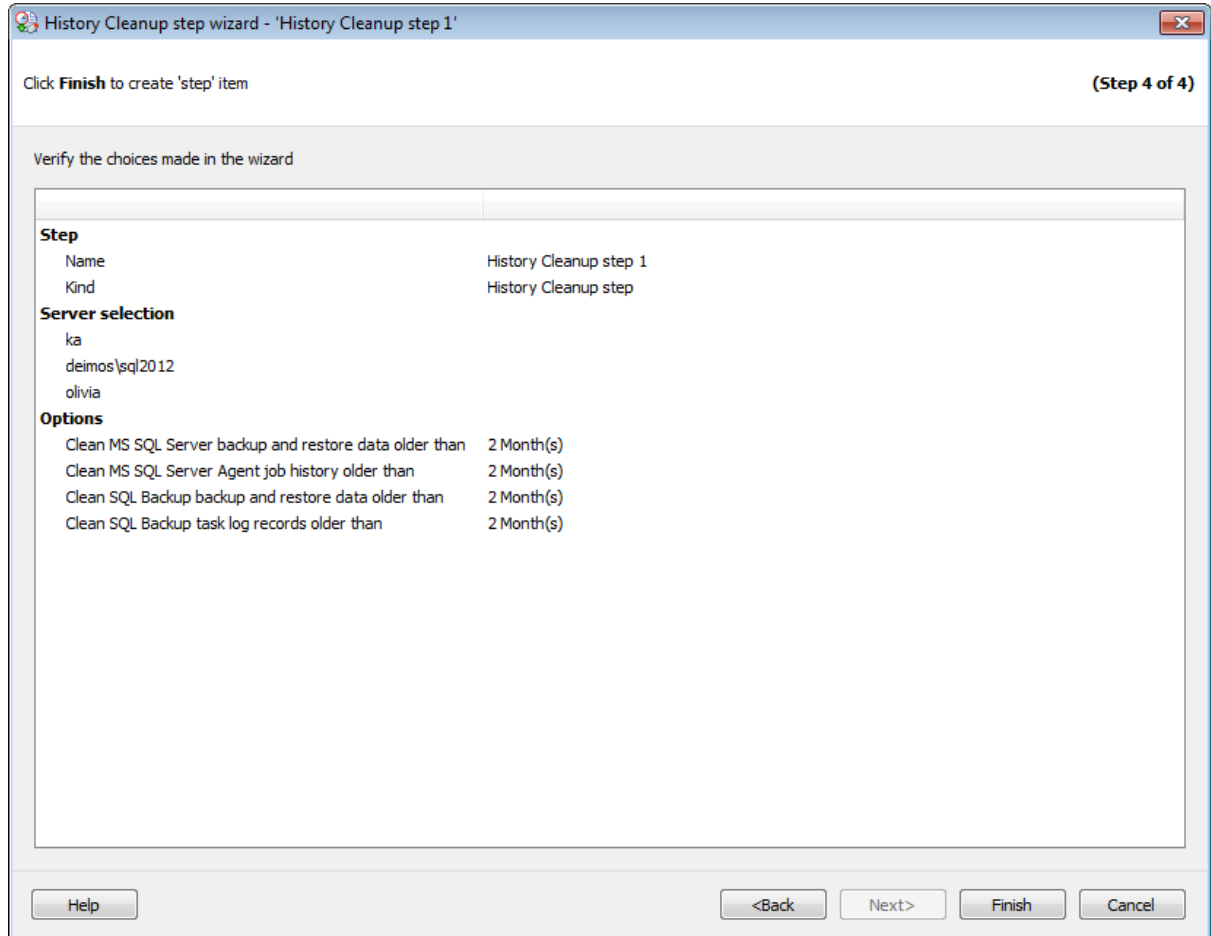 History Cleanup step wizard - 'History Cleanup step 1'
Click Finish to create 'step' item (Step 4 of 4)
Verify the choices made in the wizard
Step
Name History Cleanup step 1
Kind History Cleanup step
Server selection
ka
deimos\sql2012
olivia
Options
Clean MS SQL Server backup and restore data older than 2 Month(s)
Clean MS SQL Server Agent job history older than 2 Month(s)
Clean SQL Backup backup and restore data older than 2 Month(s)
Clean SQL Backup task log records older than 2 Month(s)
Help <Back Next> Finish Cancel